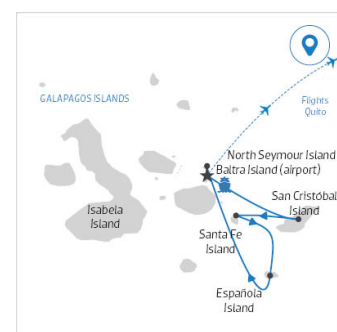 GALAPAGOS ISLANDS
Flights
Quito
North Seymour Island
Baltra Island (airport)
San Cristóbal
Island
Isabela
Island
Santa Fe
Island
Española
Island